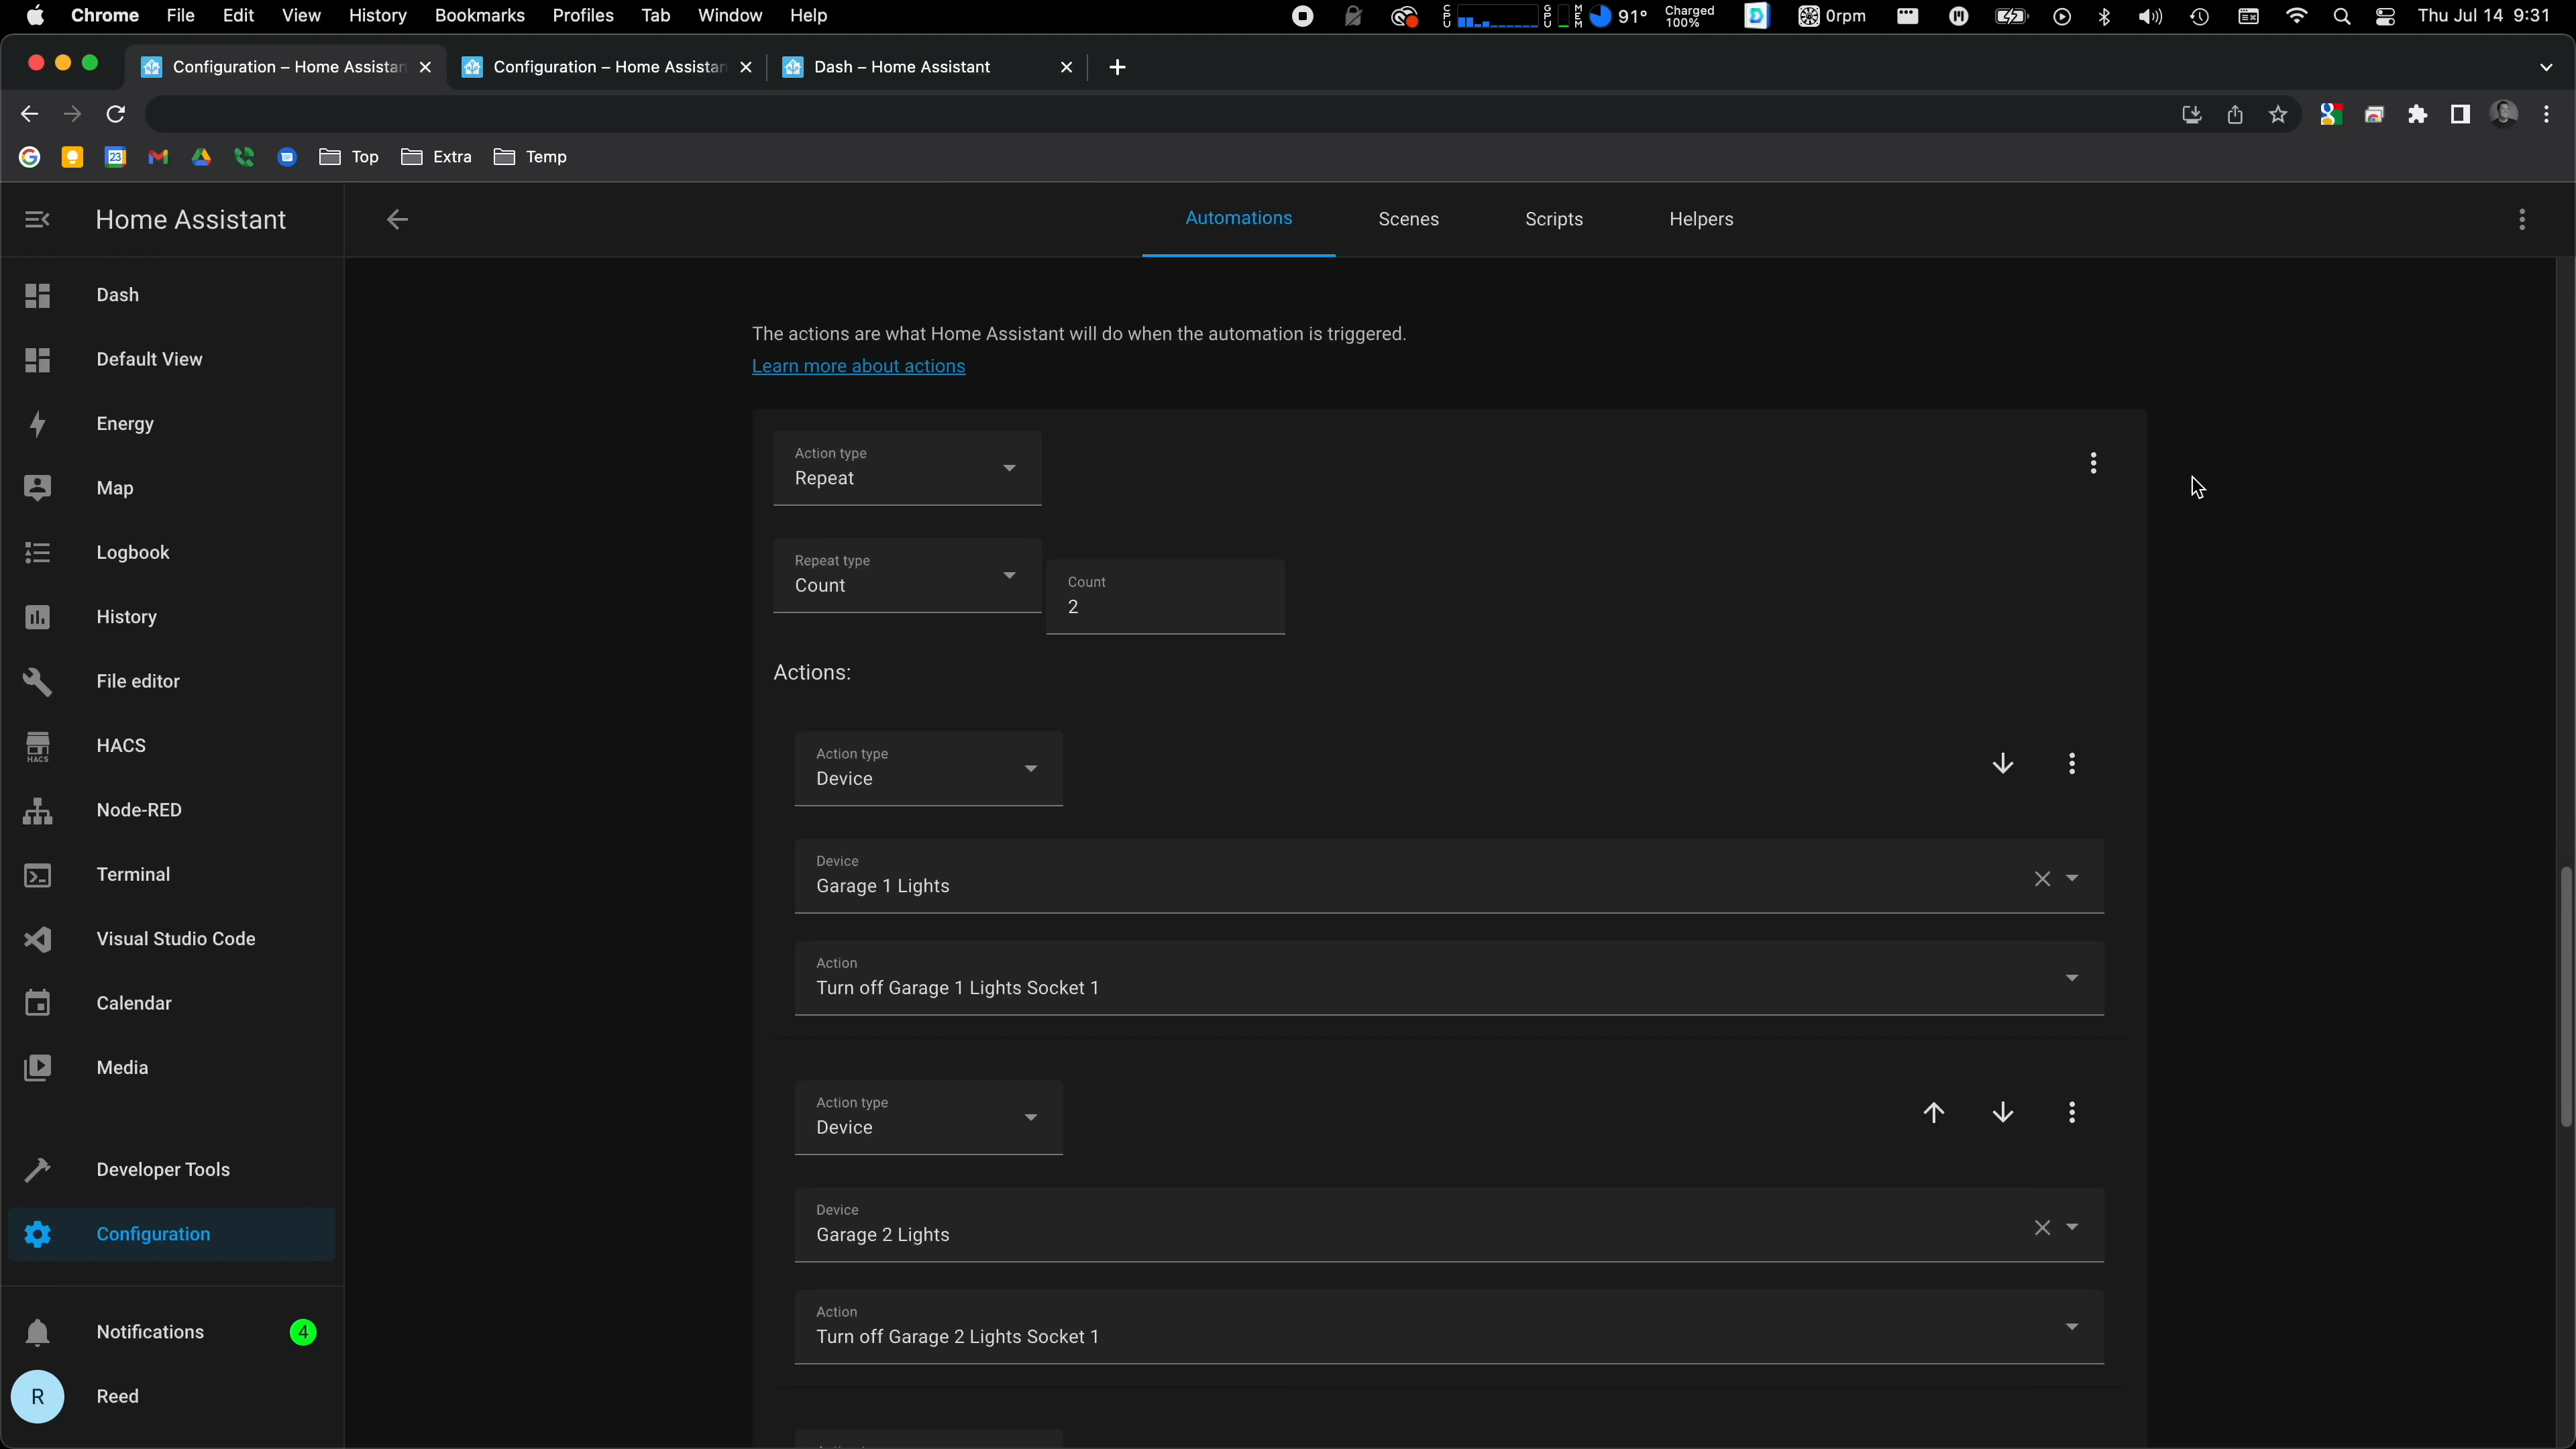 Chrome File Edit View History Bookmarks Profiles Tab Window Help CPU GPU MEM 91° Charged 100% 0rpm Thu Jul 14 9:31
Configuration – Home Assistan Configuration – Home Assistan Dash – Home Assistant
23 Top Extra Temp
Home Assistant Automations Scenes Scripts Helpers
Dash
Default View
Energy
Map
Logbook
History
File editor
HACS
HACS
Node-RED
Terminal
Visual Studio Code
Calendar
Media
Developer Tools
Configuration
Notifications 4
R Reed
The actions are what Home Assistant will do when the automation is triggered.
Learn more about actions
Action type
Repeat
Repeat type
Count
Count
2
Actions:
Action type
Device
Device
Garage 1 Lights
Action
Turn off Garage 1 Lights Socket 1
Action type
Device
Device
Garage 2 Lights
Action
Turn off Garage 2 Lights Socket 1